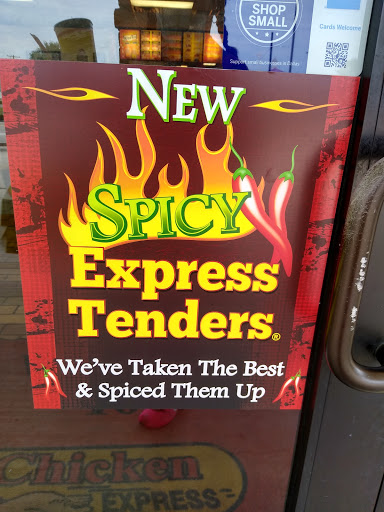 SHOP
SMALL
Cards Welcome
NEW
SPICY
Express
Tenders®
We've Taken The Best
& Spiced Them Up
Chicken
EXPRESS